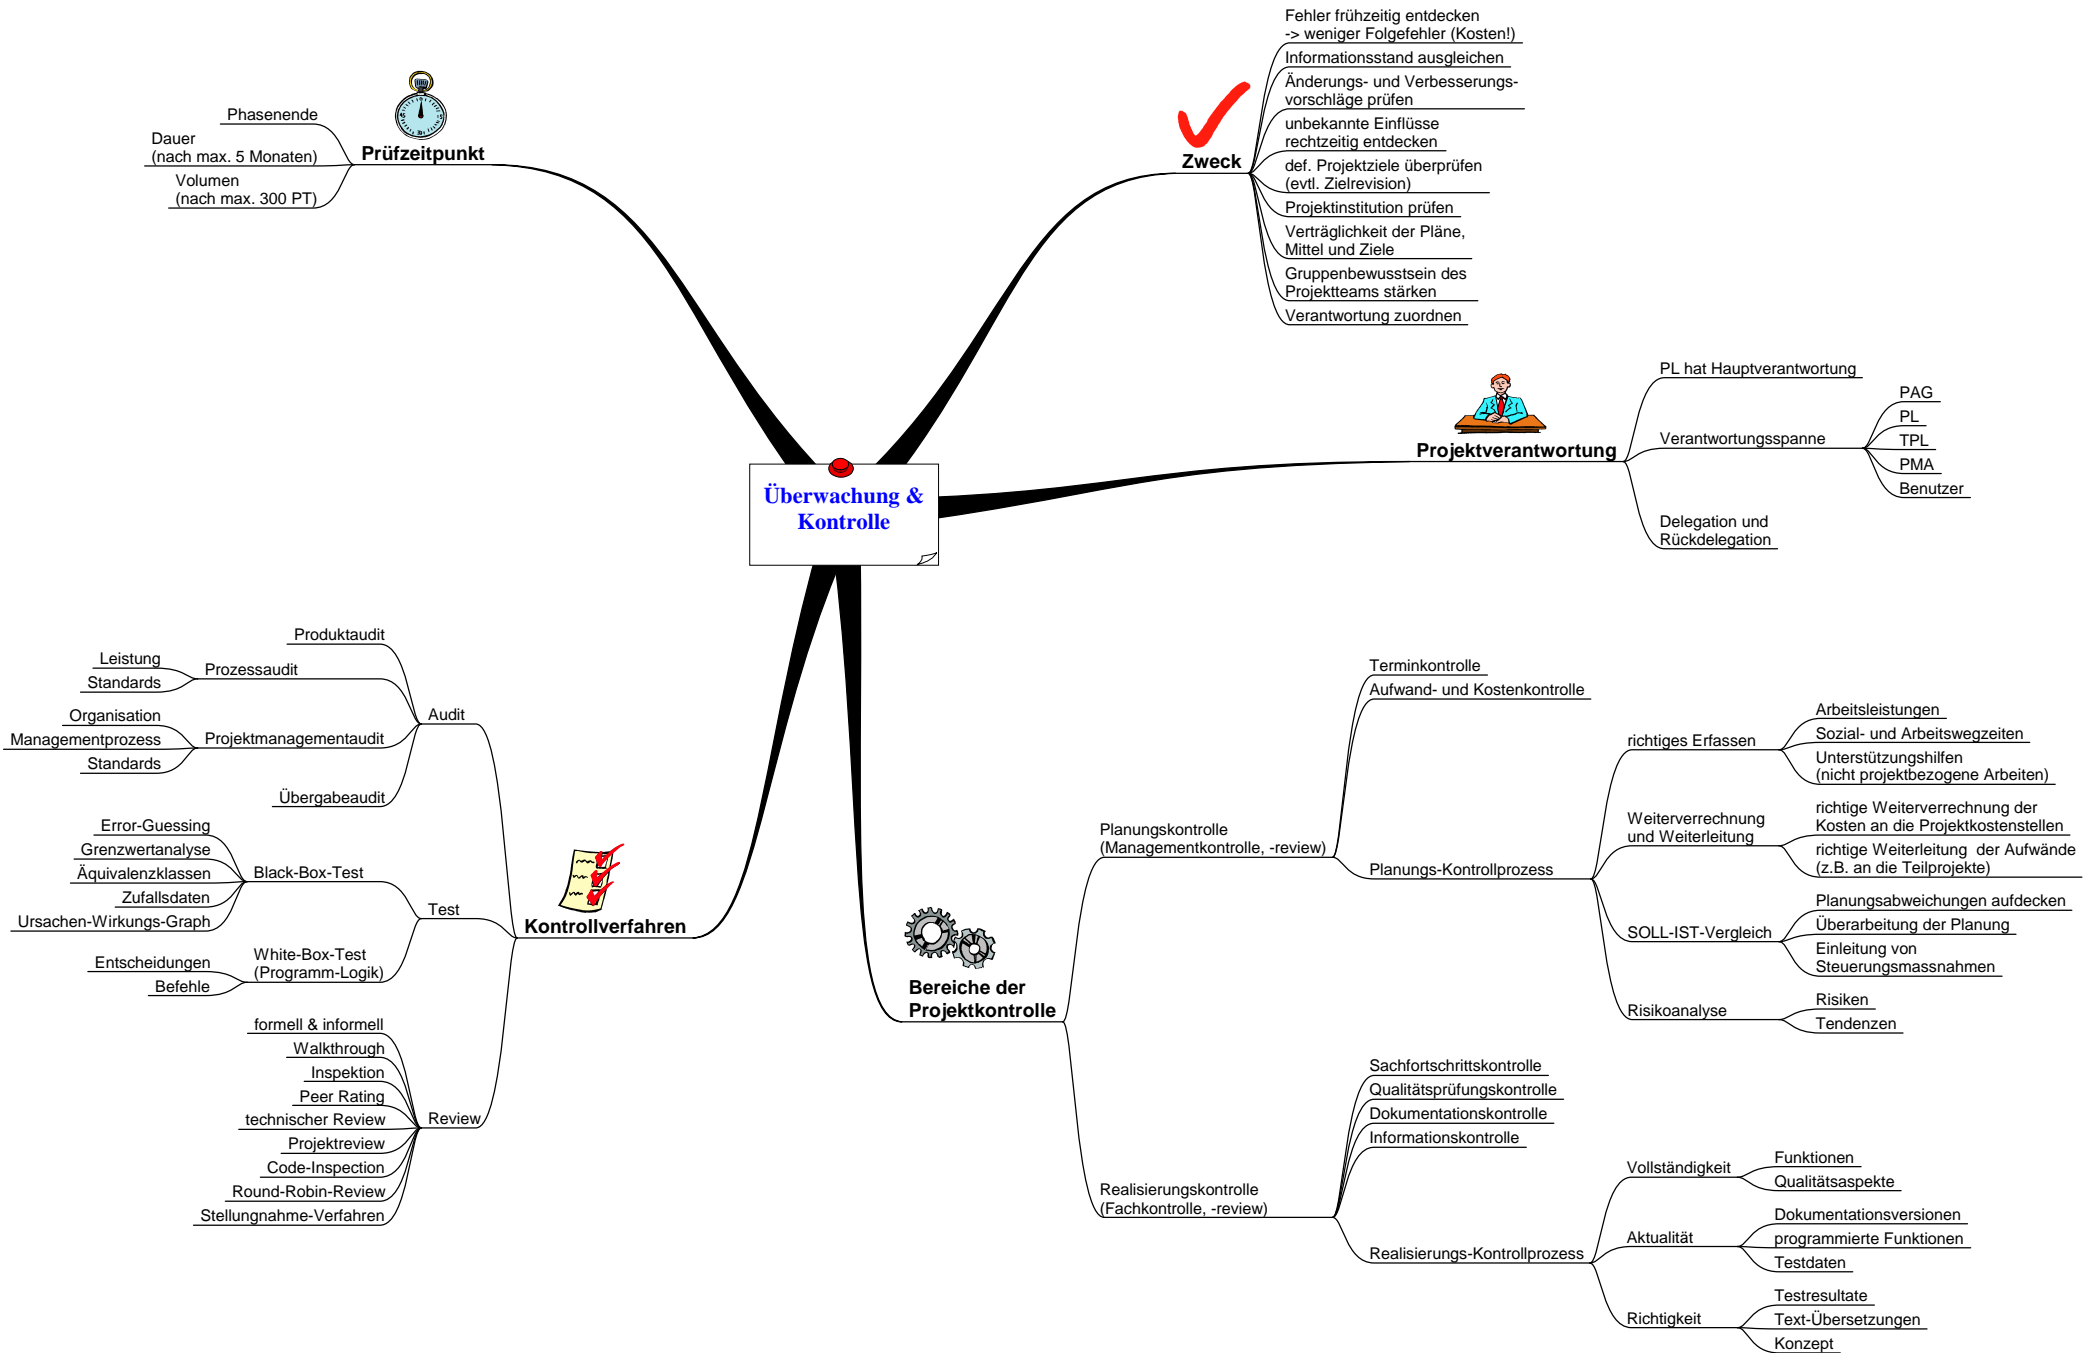 Überwachung &
Kontrolle
Zweck
Fehler frühzeitig entdecken
-> weniger Folgefehler (Kosten!)
Informationsstand ausgleichen
Änderungs- und Verbesserungs-
vorschläge prüfen
unbekannte Einflüsse
rechtzeitig entdecken
def. Projektziele überprüfen
(evtl. Zielrevision)
Projektinstitution prüfen
Verträglichkeit der Pläne,
Mittel und Ziele
Gruppenbewusstsein des
Projektteams stärken
Verantwortung zuordnen
Projektverantwortung
PL hat Hauptverantwortung
Verantwortungsspanne
PAG
PL
TPL
PMA
Benutzer
Delegation und
Rückdelegation
Bereiche der
Projektkontrolle
Planungskontrolle
(Managementkontrolle, -review)
Terminkontrolle
Aufwand- und Kostenkontrolle
Planungs-Kontrollprozess
richtiges Erfassen
Arbeitsleistungen
Sozial- und Arbeitswegzeiten
Unterstützungshilfen
(nicht projektbezogene Arbeiten)
Weiterverrechnung
und Weiterleitung
richtige Weiterverrechnung der
Kosten an die Projektkostenstellen
richtige Weiterleitung  der Aufwände
(z.B. an die Teilprojekte)
SOLL-IST-Vergleich
Planungsabweichungen aufdecken
Überarbeitung der Planung
Einleitung von
Steuerungsmassnahmen
Risikoanalyse
Risiken
Tendenzen
Realisierungskontrolle
(Fachkontrolle, -review)
Sachfortschrittskontrolle
Qualitätsprüfungskontrolle
Dokumentationskontrolle
Informationskontrolle
Realisierungs-Kontrollprozess
Vollständigkeit
Funktionen
Qualitätsaspekte
Aktualität
Dokumentationsversionen
programmierte Funktionen
Testdaten
Richtigkeit
Testresultate
Text-Übersetzungen
Konzept
Kontrollverfahren
Audit
Produktaudit
Prozessaudit
Leistung
Standards
Projektmanagementaudit
Organisation
Managementprozess
Standards
Übergabeaudit
Test
Black-Box-Test
Error-Guessing
Grenzwertanalyse
Äquivalenzklassen
Zufallsdaten
Ursachen-Wirkungs-Graph
White-Box-Test
(Programm-Logik)
Entscheidungen
Befehle
Review
formell & informell
Walkthrough
Inspektion
Peer Rating
technischer Review
Projektreview
Code-Inspection
Round-Robin-Review
Stellungnahme-Verfahren
Prüfzeitpunkt
Phasenende
Dauer
(nach max. 5 Monaten)
Volumen
(nach max. 300 PT)